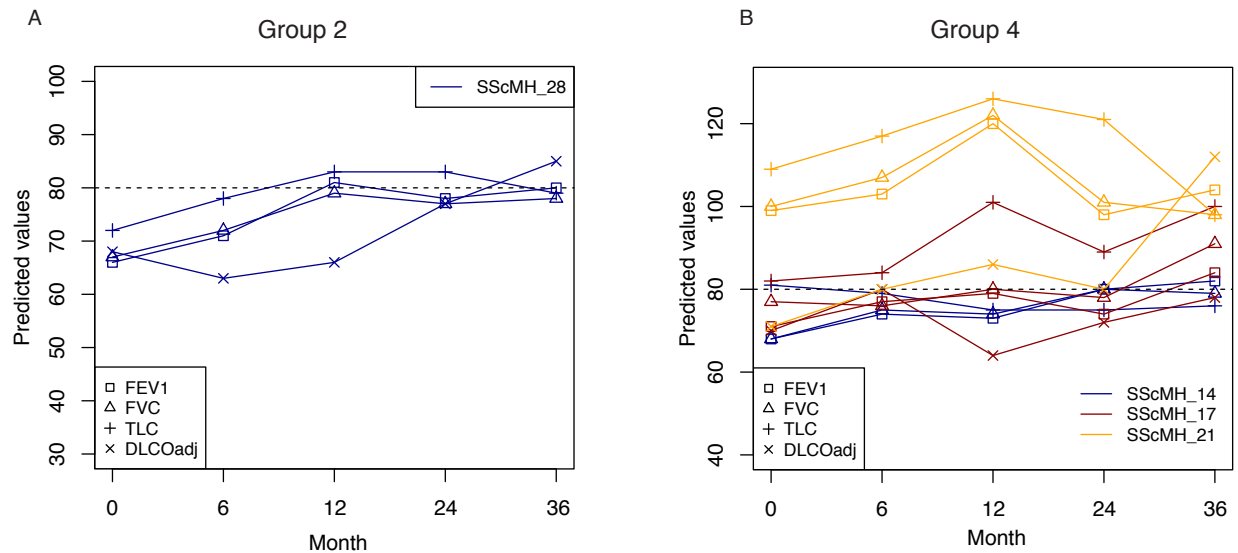 A
Group 2
Predicted values
100
90
80
70
60
50
40
30
SScMH_28
FEV1
FVC
TLC
DLCOadj
0 6 12 24 36
Month
B
Group 4
Predicted values
120
100
80
60
40
FEV1
FVC
TLC
DLCOadj
SScMH_14
SScMH_17
SScMH_21
0 6 12 24 36
Month